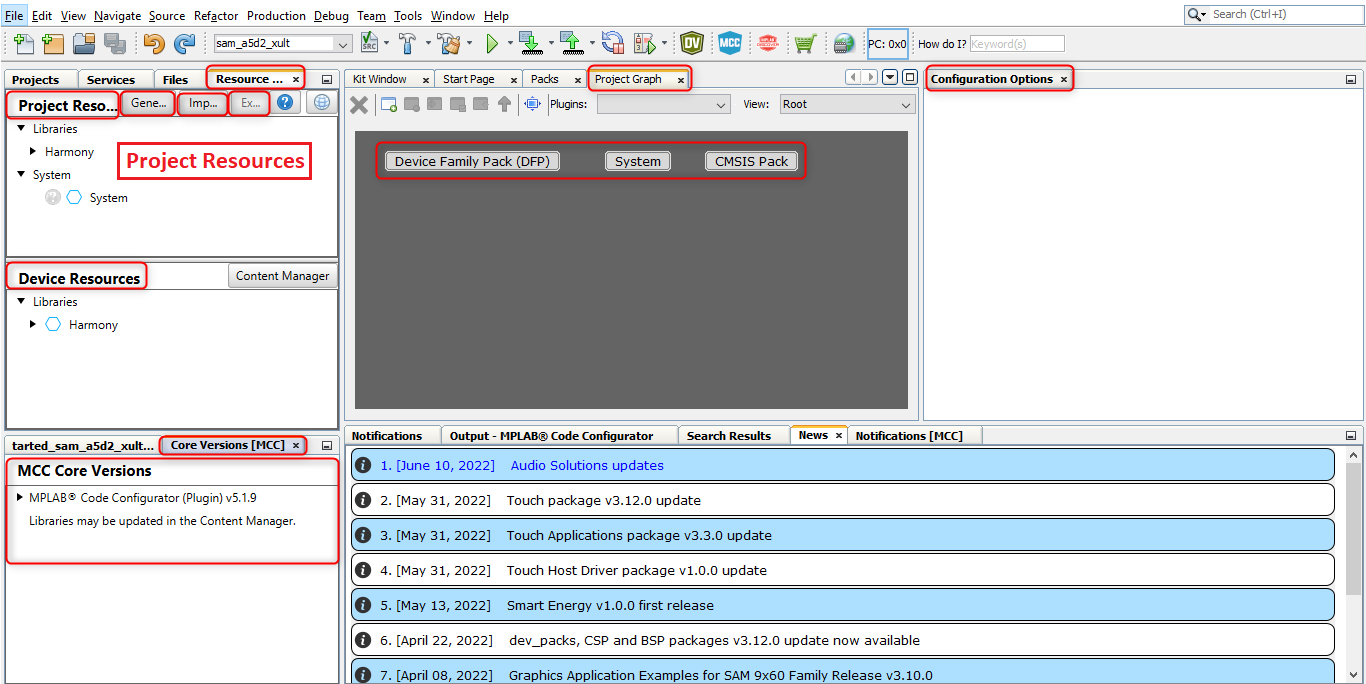 File Edit View Navigate Source Refactor Production Debug Team Tools Window Help
Search (Ctrl+I)
sam_a5d2_xult
SRC
DV
MCC
PC: 0x0
How do I?
Keyword(s)
Projects Services Files Resource ...
Project Reso... Gene... Imp... Ex...
Libraries
Harmony
Project Resources
System
System
Device Resources
Content Manager
Libraries
Harmony
tarted_sam_a5d2_xult... Core Versions [MCC]
MCC Core Versions
MPLAB® Code Configurator (Plugin) v5.1.9
Libraries may be updated in the Content Manager.
Kit Window Start Page Packs Project Graph
Plugins: View: Root
Device Family Pack (DFP) System CMSIS Pack
Configuration Options
Notifications Output - MPLAB® Code Configurator Search Results News Notifications [MCC]
1. [June 10, 2022] Audio Solutions updates
2. [May 31, 2022] Touch package v3.12.0 update
3. [May 31, 2022] Touch Applications package v3.3.0 update
4. [May 31, 2022] Touch Host Driver package v1.0.0 update
5. [May 13, 2022] Smart Energy v1.0.0 first release
6. [April 22, 2022] dev_packs, CSP and BSP packages v3.12.0 update now available
7. [April 08, 2022] Graphics Application Examples for SAM 9x60 Family Release v3.10.0